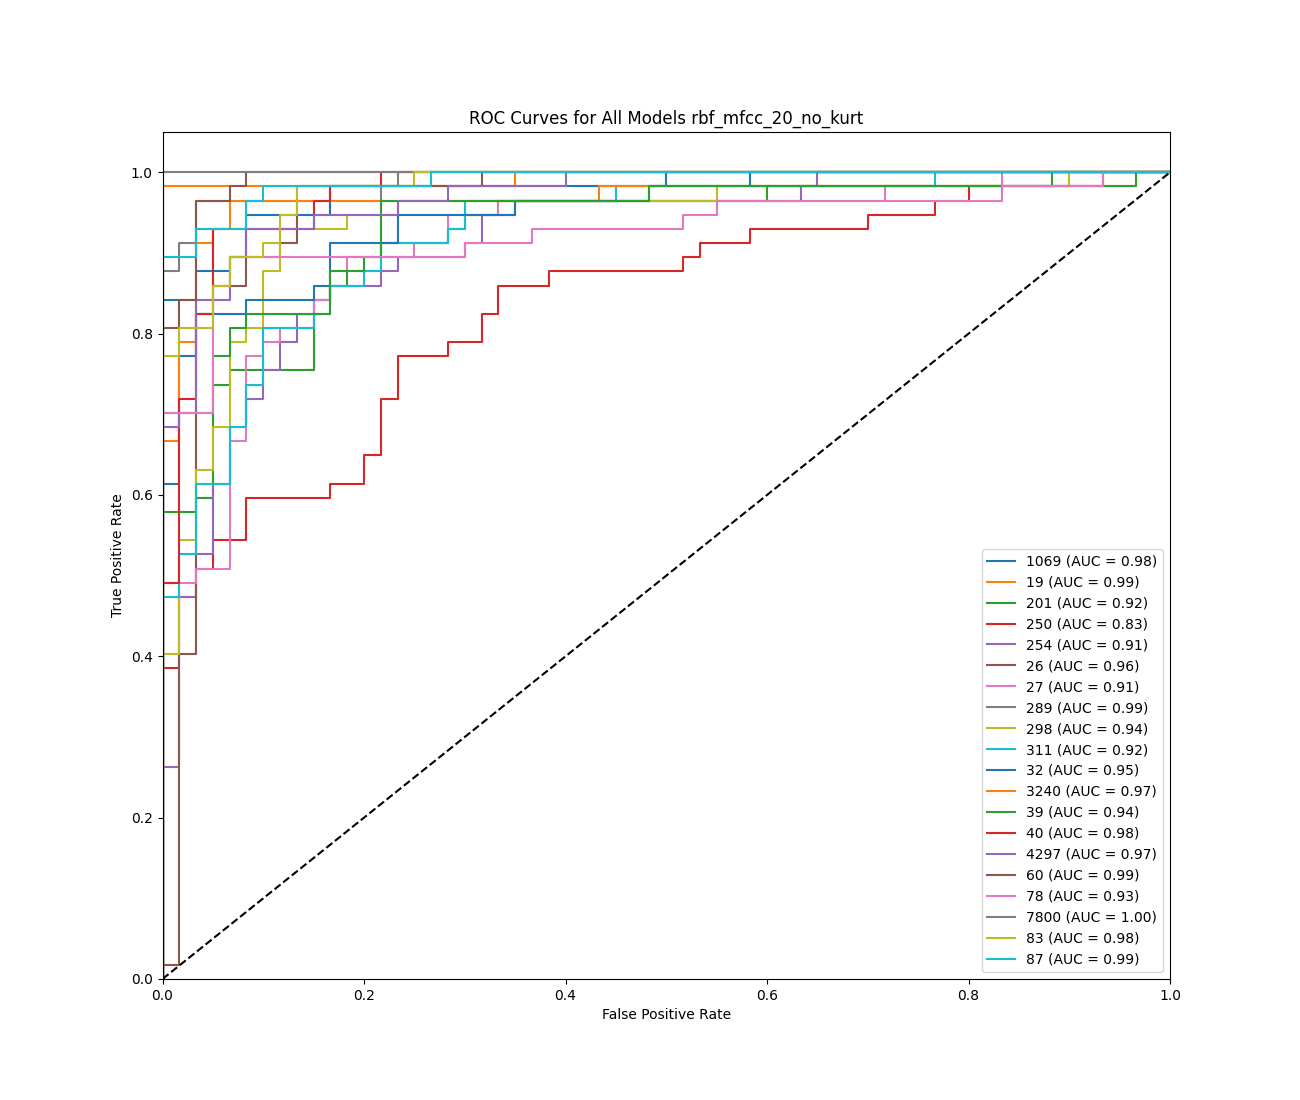 ROC Curves for All Models rbf_mfcc_20_no_kurt
1.0
0.8
0.6
0.4
0.2
0.0
True Positive Rate
1069 (AUC = 0.98)
19 (AUC = 0.99)
201 (AUC = 0.92)
250 (AUC = 0.83)
254 (AUC = 0.91)
26 (AUC = 0.96)
27 (AUC = 0.91)
289 (AUC = 0.99)
298 (AUC = 0.94)
311 (AUC = 0.92)
32 (AUC = 0.95)
3240 (AUC = 0.97)
39 (AUC = 0.94)
40 (AUC = 0.98)
4297 (AUC = 0.97)
60 (AUC = 0.99)
78 (AUC = 0.93)
7800 (AUC = 1.00)
83 (AUC = 0.98)
87 (AUC = 0.99)
0.0 0.2 0.4 0.6 0.8 1.0
False Positive Rate